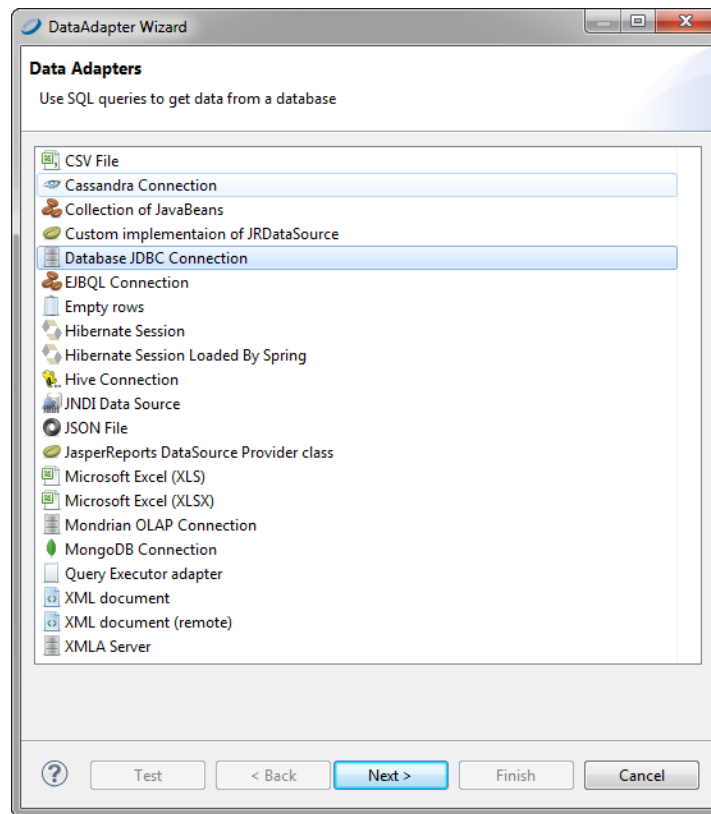 DataAdapter Wizard
Data Adapters
Use SQL queries to get data from a database
CSV File
Cassandra Connection
Collection of JavaBeans
Custom implementaion of JRDataSource
Database JDBC Connection
EJBQL Connection
Empty rows
Hibernate Session
Hibernate Session Loaded By Spring
Hive Connection
JNDI Data Source
JSON File
JasperReports DataSource Provider class
Microsoft Excel (XLS)
Microsoft Excel (XLSX)
Mondrian OLAP Connection
MongoDB Connection
Query Executor adapter
XML document
XML document (remote)
XMLA Server
? Test < Back Next > Finish Cancel